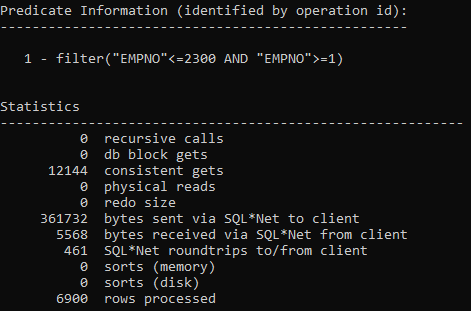 Predicate Information (identified by operation id):
---------------------------------------------------
1 - filter("EMPNO"<=2300 AND "EMPNO">=1)
Statistics
----------------------------------------------------------
0 recursive calls
0 db block gets
12144 consistent gets
0 physical reads
0 redo size
361732 bytes sent via SQL*Net to client
5568 bytes received via SQL*Net from client
461 SQL*Net roundtrips to/from client
0 sorts (memory)
0 sorts (disk)
6900 rows processed